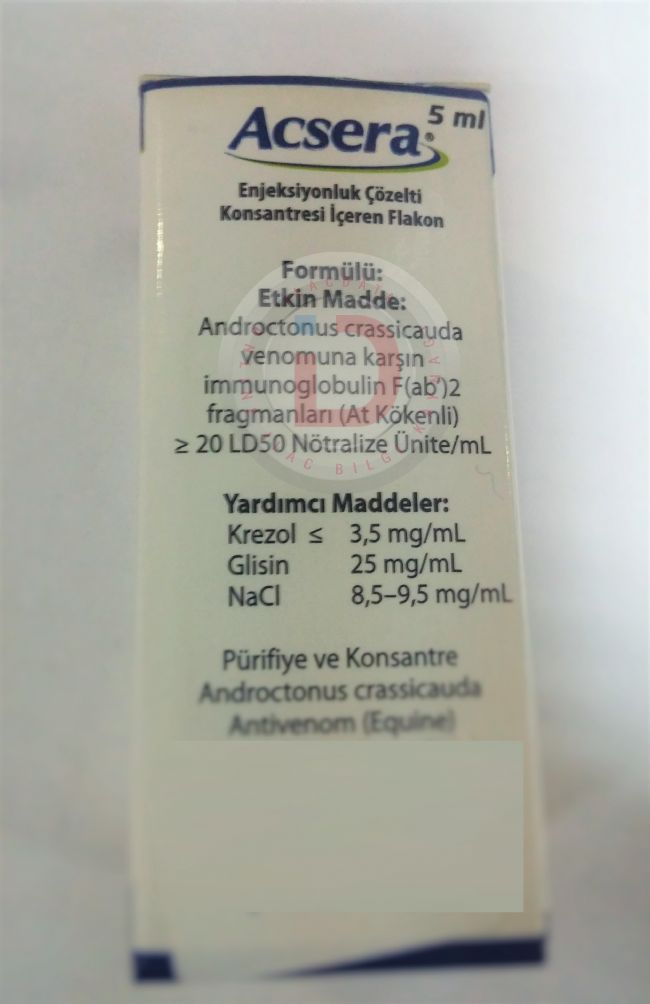 Acsera® 5 ml
Enjeksiyonluk Çözelti
Konsantresi İçeren Flakon
Formülü:
Etkin Madde:
Androctonus crassicauda
venomuna karşın
immunoglobulin F(ab')2
fragmanları (At Kökenli)
≥ 20 LD50 Nötralize Ünite/mL
Yardımcı Maddeler:
Krezol ≤ 3,5 mg/mL
Glisin 25 mg/mL
NaCl 8,5–9,5 mg/mL
Pürifiye ve Konsantre
Androctonus crassicauda
Antivenom (Equine)